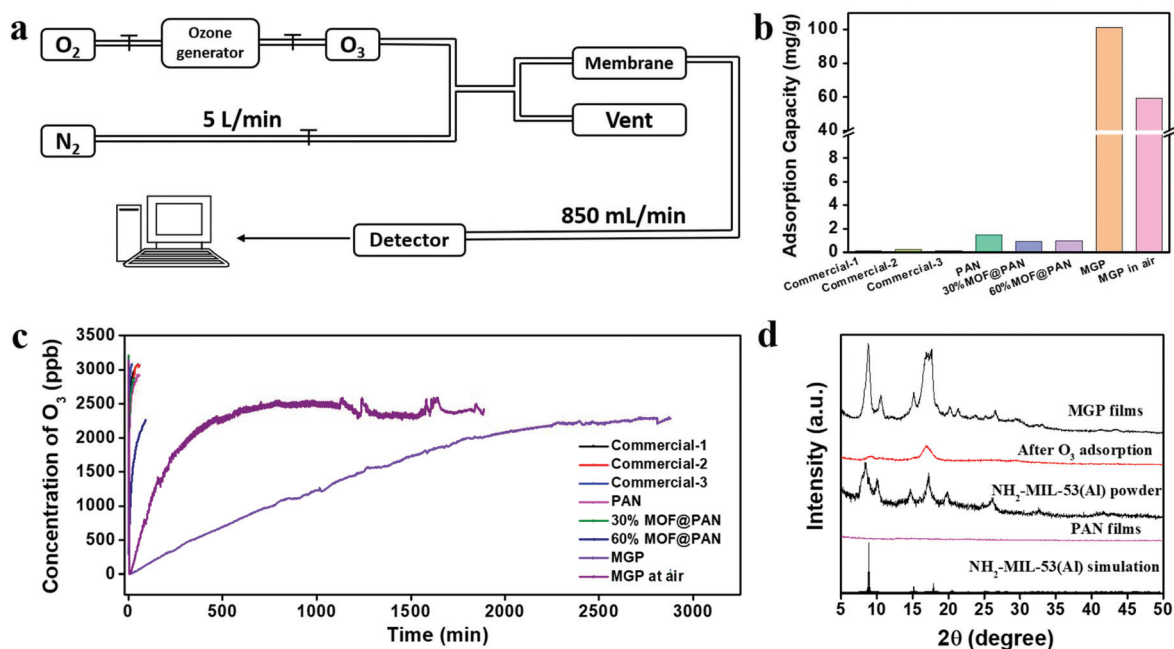 a
O₂
Ozone
generator
O₃
Membrane
Vent
N₂
5 L/min
850 mL/min
Detector
b
Adsorption Capacity (mg/g)
100
80
60
40
8
6
4
2
0
Commercial-1
Commercial-2
Commercial-3
PAN
30% MOF@PAN
60% MOF@PAN
MGP
MGP in air
c
Concentration of O₃ (ppb)
3500
3000
2500
2000
1500
1000
500
0
0 500 1000 1500 2000 2500 3000
Time (min)
Commercial-1
Commercial-2
Commercial-3
PAN
30% MOF@PAN
60% MOF@PAN
MGP
MGP at air
d
Intensity (a.u.)
MGP films
After O₃ adsorption
NH₂-MIL-53(Al) powder
PAN films
NH₂-MIL-53(Al) simulation
5 10 15 20 25 30 35 40 45 50
2θ (degree)